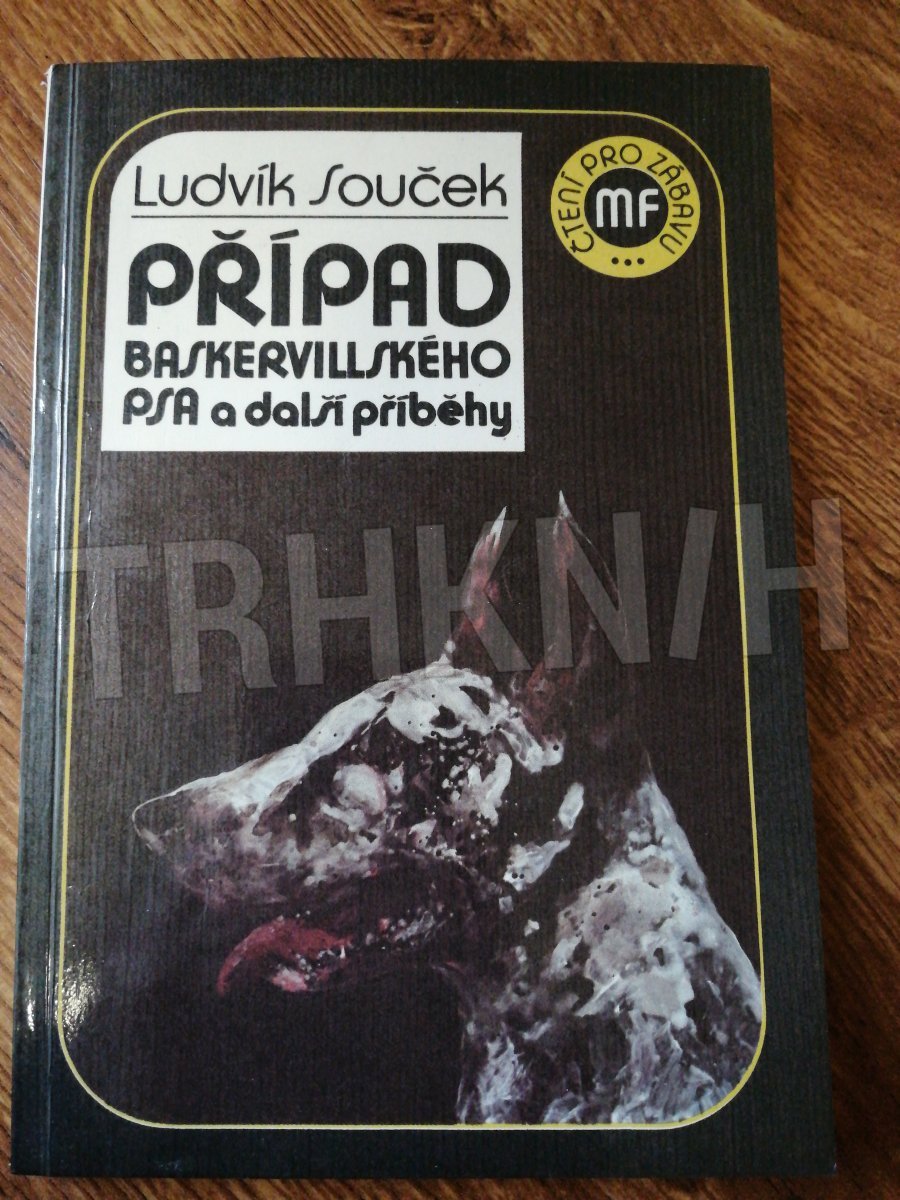 Ludvík Souček
PŘÍPAD
BASKERVILLSKÉHO
PSA a další příběhy
ČTENÍ PRO ZÁBAVU...
MF
TRHKNIH